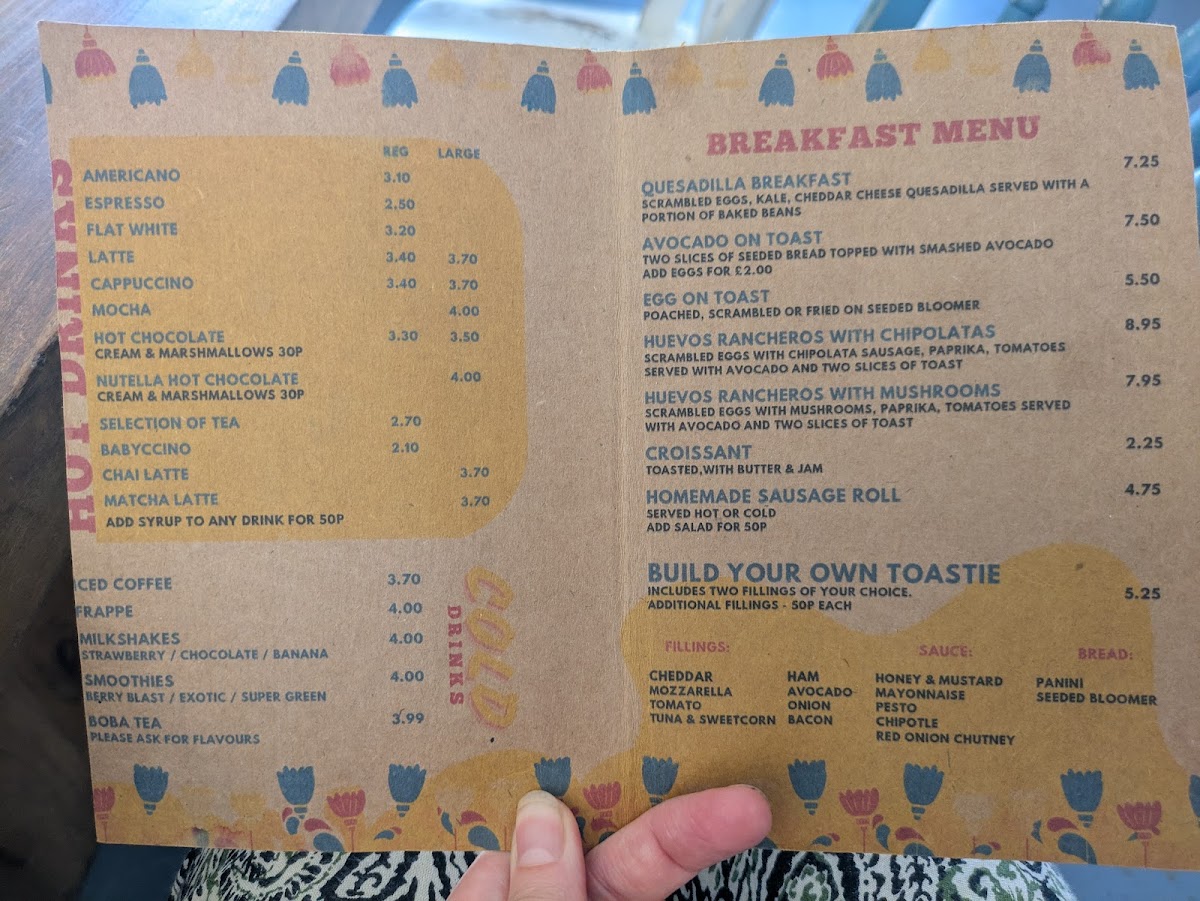 HOT DRINKS
REG LARGE
AMERICANO 3.10
ESPRESSO 2.50
FLAT WHITE 3.20
LATTE 3.40 3.70
CAPPUCCINO 3.40 3.70
MOCHA 4.00
HOT CHOCOLATE 3.30 3.50
CREAM & MARSHMALLOWS 30P
NUTELLA HOT CHOCOLATE 4.00
CREAM & MARSHMALLOWS 30P
SELECTION OF TEA 2.70
BABYCCINO 2.10
CHAI LATTE 3.70
MATCHA LATTE 3.70
ADD SYRUP TO ANY DRINK FOR 50P
COLD
DRINKS
ICED COFFEE 3.70
FRAPPE 4.00
MILKSHAKES 4.00
STRAWBERRY / CHOCOLATE / BANANA
SMOOTHIES 4.00
BERRY BLAST / EXOTIC / SUPER GREEN
BOBA TEA 3.99
PLEASE ASK FOR FLAVOURS
BREAKFAST MENU
QUESADILLA BREAKFAST 7.25
SCRAMBLED EGGS, KALE, CHEDDAR CHEESE QUESADILLA SERVED WITH A
PORTION OF BAKED BEANS
AVOCADO ON TOAST 7.50
TWO SLICES OF SEEDED BREAD TOPPED WITH SMASHED AVOCADO
ADD EGGS FOR £2.00
EGG ON TOAST 5.50
POACHED, SCRAMBLED OR FRIED ON SEEDED BLOOMER
HUEVOS RANCHEROS WITH CHIPOLATAS 8.95
SCRAMBLED EGGS WITH CHIPOLATA SAUSAGE, PAPRIKA, TOMATOES
SERVED WITH AVOCADO AND TWO SLICES OF TOAST
HUEVOS RANCHEROS WITH MUSHROOMS 7.95
SCRAMBLED EGGS WITH MUSHROOMS, PAPRIKA, TOMATOES SERVED
WITH AVOCADO AND TWO SLICES OF TOAST
CROISSANT 2.25
TOASTED,WITH BUTTER & JAM
HOMEMADE SAUSAGE ROLL 4.75
SERVED HOT OR COLD
ADD SALAD FOR 50P
BUILD YOUR OWN TOASTIE 5.25
INCLUDES TWO FILLINGS OF YOUR CHOICE.
ADDITIONAL FILLINGS - 50P EACH
FILLINGS:
CHEDDAR
MOZZARELLA
TOMATO
TUNA & SWEETCORN
HAM
AVOCADO
ONION
BACON
SAUCE:
HONEY & MUSTARD
MAYONNAISE
PESTO
CHIPOTLE
RED ONION CHUTNEY
BREAD:
PANINI
SEEDED BLOOMER